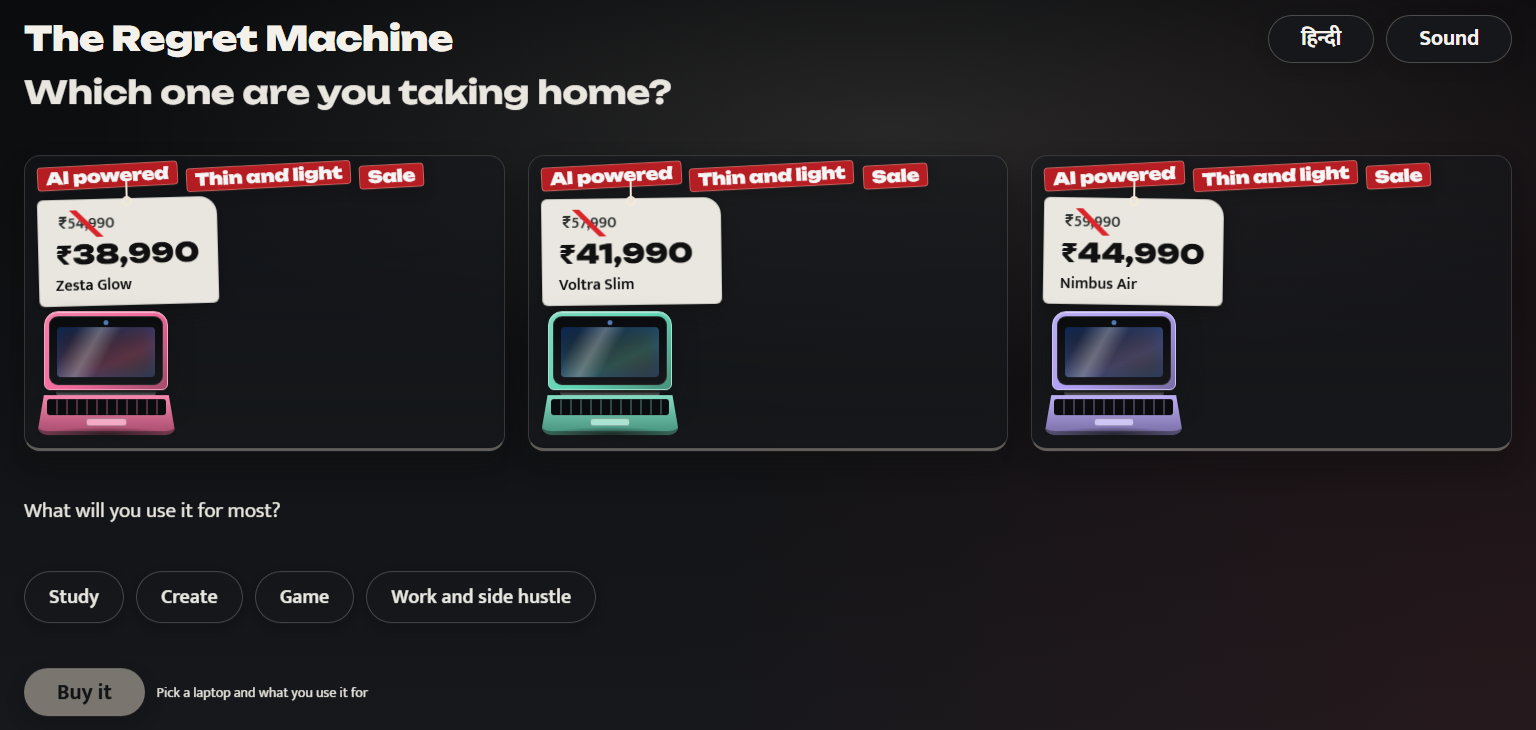 The Regret Machine
हिन्दी
Sound
Which one are you taking home?
AI powered
Thin and light
Sale
₹54,990
₹38,990
Zesta Glow
AI powered
Thin and light
Sale
₹57,990
₹41,990
Voltra Slim
AI powered
Thin and light
Sale
₹59,990
₹44,990
Nimbus Air
What will you use it for most?
Study
Create
Game
Work and side hustle
Buy it
Pick a laptop and what you use it for